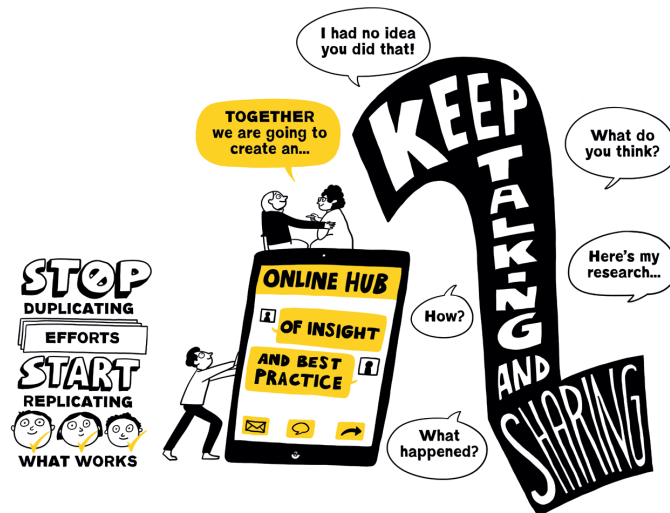 STOP
DUPLICATING
EFFORTS
START
REPLICATING
WHAT WORKS
TOGETHER
we are going to
create an...
ONLINE HUB
OF INSIGHT
AND BEST
PRACTICE
I had no idea
you did that!
KEEP
TALKING
AND
SHARING
What do
you think?
Here's my
research...
How?
What
happened?